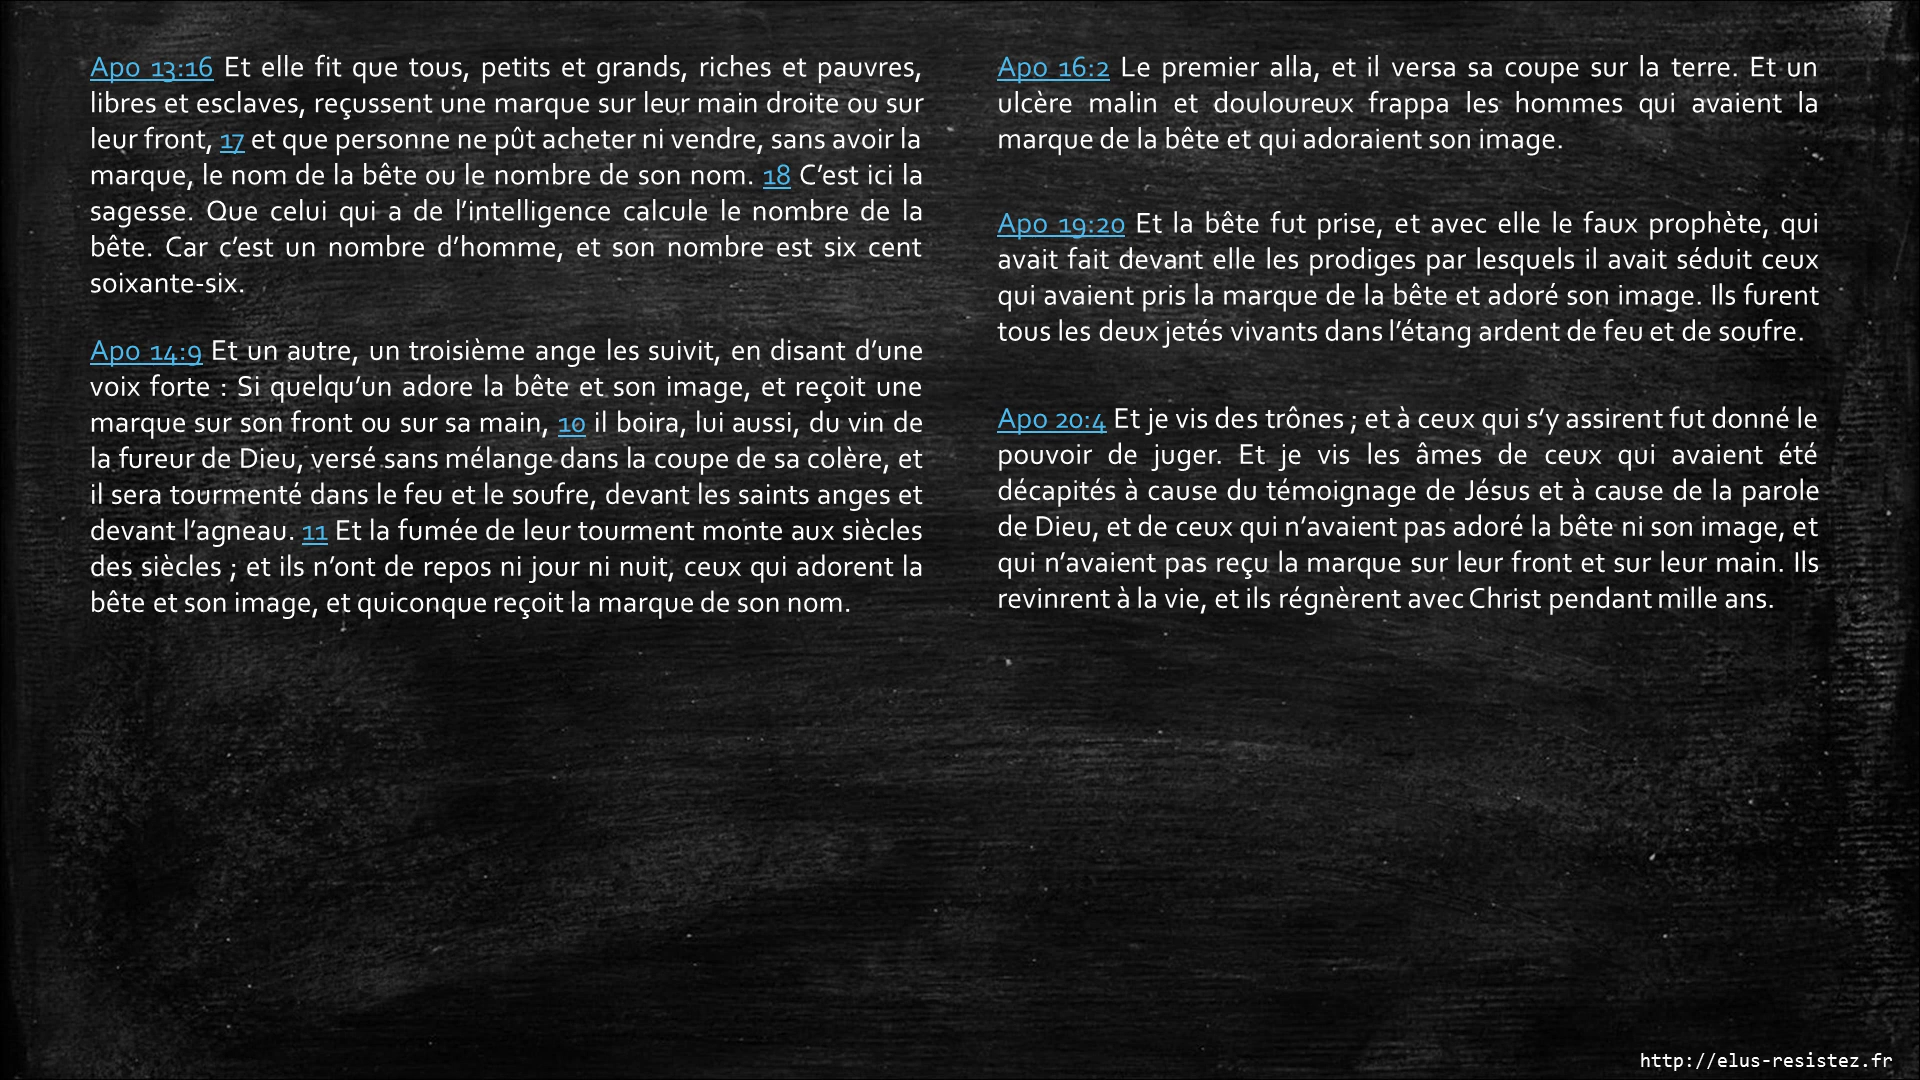 Apo 13:16 Et elle fit que tous, petits et grands, riches et pauvres,
libres et esclaves, reçussent une marque sur leur main droite ou sur
leur front, 17 et que personne ne pût acheter ni vendre, sans avoir la
marque, le nom de la bête ou le nombre de son nom. 18 C’est ici la
sagesse. Que celui qui a de l’intelligence calcule le nombre de la
bête. Car c’est un nombre d’homme, et son nombre est six cent
soixante-six.
Apo 14:9 Et un autre, un troisième ange les suivit, en disant d’une
voix forte : Si quelqu’un adore la bête et son image, et reçoit une
marque sur son front ou sur sa main, 10 il boira, lui aussi, du vin de
la fureur de Dieu, versé sans mélange dans la coupe de sa colère, et
il sera tourmenté dans le feu et le soufre, devant les saints anges et
devant l’agneau. 11 Et la fumée de leur tourment monte aux siècles
des siècles ; et ils n’ont de repos ni jour ni nuit, ceux qui adorent la
bête et son image, et quiconque reçoit la marque de son nom.
Apo 16:2 Le premier alla, et il versa sa coupe sur la terre. Et un
ulcère malin et douloureux frappa les hommes qui avaient la
marque de la bête et qui adoraient son image.
Apo 19:20 Et la bête fut prise, et avec elle le faux prophète, qui
avait fait devant elle les prodiges par lesquels il avait séduit ceux
qui avaient pris la marque de la bête et adoré son image. Ils furent
tous les deux jetés vivants dans l’étang ardent de feu et de soufre.
Apo 20:4 Et je vis des trônes ; et à ceux qui s’y assirent fut donné le
pouvoir de juger. Et je vis les âmes de ceux qui avaient été
décapités à cause du témoignage de Jésus et à cause de la parole
de Dieu, et de ceux qui n’avaient pas adoré la bête ni son image, et
qui n’avaient pas reçu la marque sur leur front et sur leur main. Ils
revinrent à la vie, et ils régnèrent avec Christ pendant mille ans.
http://elus-resistez.fr